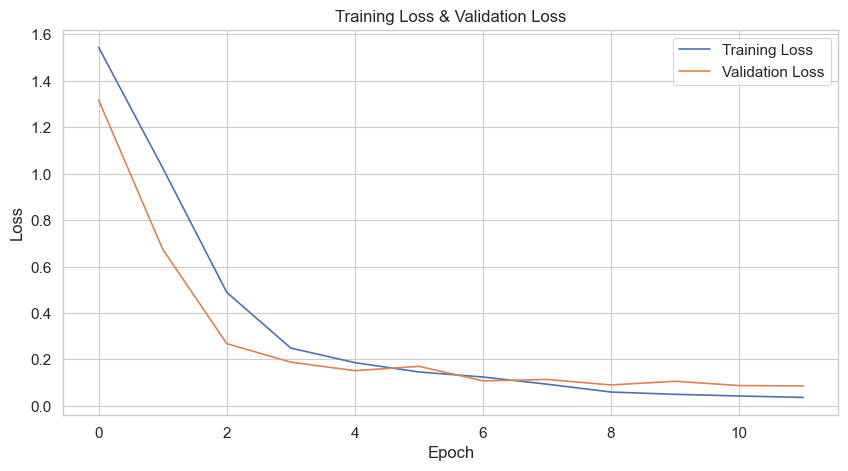 Training Loss & Validation Loss
Training Loss
Validation Loss
Loss
1.6
1.4
1.2
1.0
0.8
0.6
0.4
0.2
0.0
0 2 4 6 8 10
Epoch